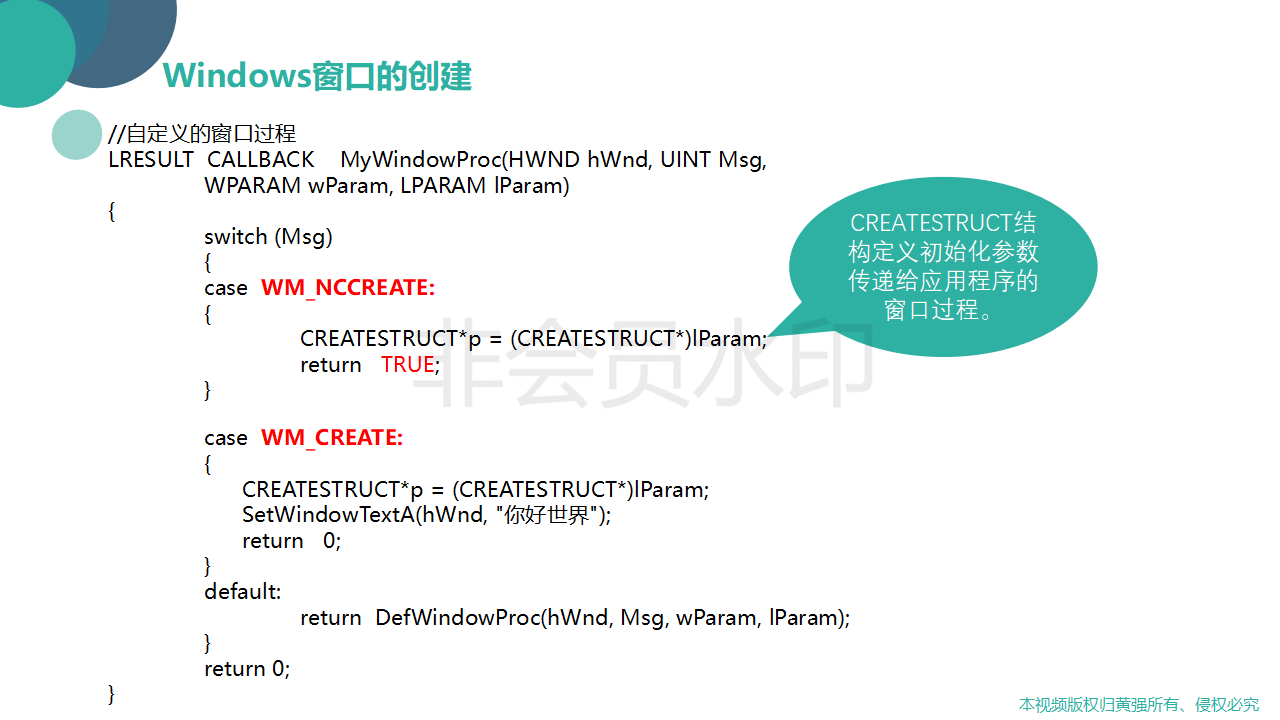 Windows窗口的创建
//自定义的窗口过程
LRESULT CALLBACK MyWindowProc(HWND hWnd, UINT Msg,
WPARAM wParam, LPARAM lParam)
{
switch (Msg)
{
case WM_NCCREATE:
{
CREATESTRUCT*p = (CREATESTRUCT*)lParam;
return TRUE;
}
case WM_CREATE:
{
CREATESTRUCT*p = (CREATESTRUCT*)lParam;
SetWindowTextA(hWnd, "你好世界");
return 0;
}
default:
return DefWindowProc(hWnd, Msg, wParam, lParam);
}
return 0;
}
CREATESTRUCT结
构定义初始化参数
传递给应用程序的
窗口过程。
非会员水印
本视频版权归黄强所有、侵权必究